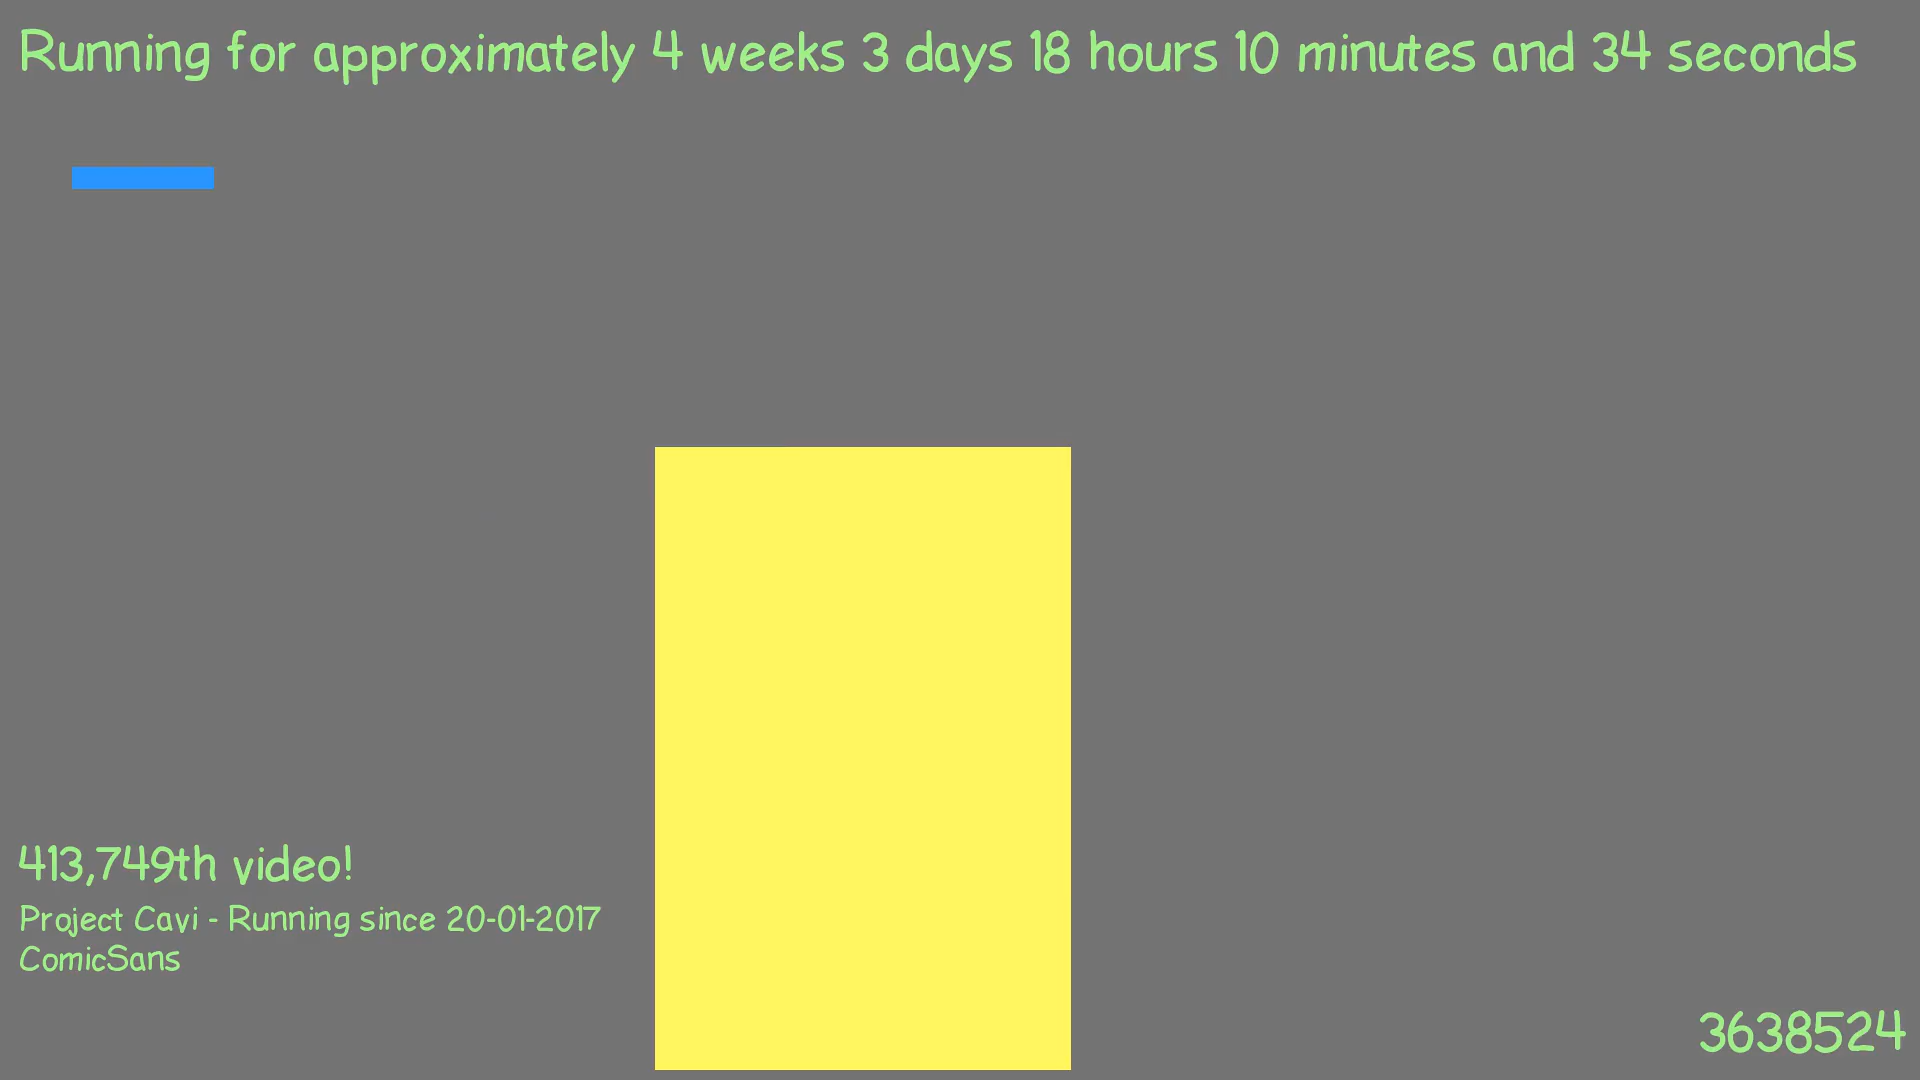 Running for approximately 4 weeks 3 days 18 hours 10 minutes and 34 seconds
413,749th video!
Project Cavi - Running since 20-01-2017
ComicSans
3638524